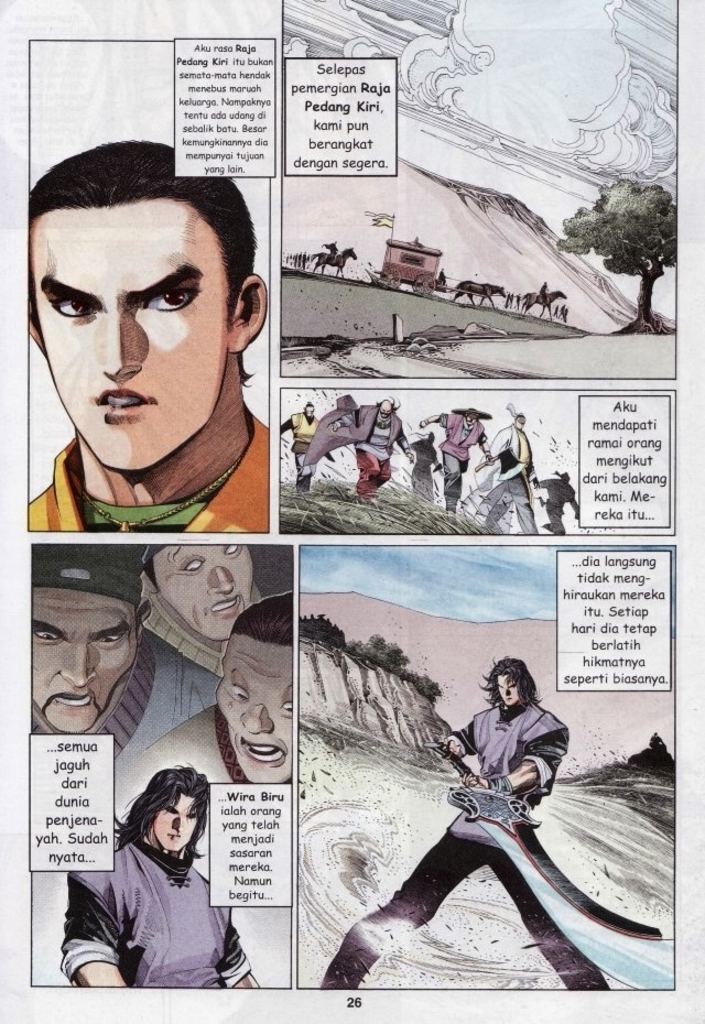 Aku rasa Raja
Pedang Kiri itu bukan
semata-mata hendak
menebus maruah
keluarga. Nampaknya
tentu ada udang di
sebalik batu. Besar
kemungkinannya dia
mempunyai tujuan
yang lain.
Selepas
pemergian Raja
Pedang Kiri,
kami pun
berangkat
dengan segera.
Aku
mendapati
ramai orang
mengikut
dari belakang
kami. Me-
reka itu...
...semua
jaguh
dari
dunia
penjena-
yah. Sudah
nyata...
...Wira Biru
ialah orang
yang telah
menjadi
sasaran
mereka.
Namun
begitu...
...dia langsung
tidak meng-
hiraukan mereka
itu. Setiap
hari dia tetap
berlatih
hikmatnya
seperti biasanya.
26